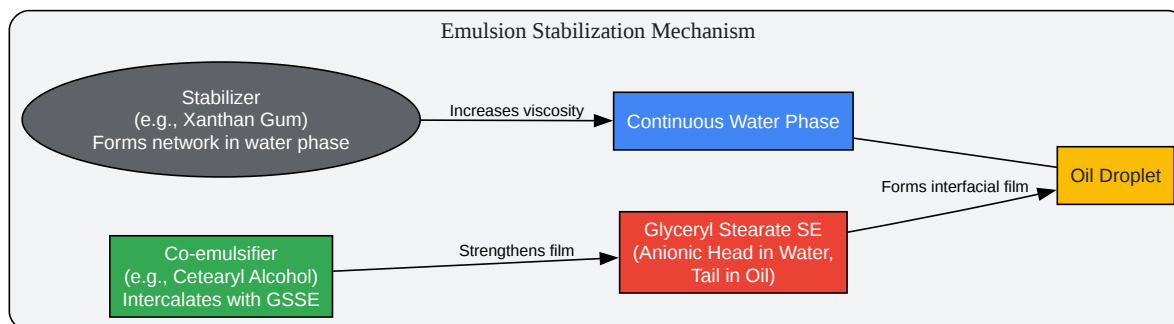 Emulsion Stabilization Mechanism
Stabilizer
(e.g., Xanthan Gum)
Forms network in water phase
Increases viscosity
Continuous Water Phase
Oil Droplet
Forms interfacial film
Co-emulsifier
(e.g., Cetearyl Alcohol)
Intercalates with GSSE
Strengthens film
Glyceryl Stearate SE
(Anionic Head in Water,
Tail in Oil)